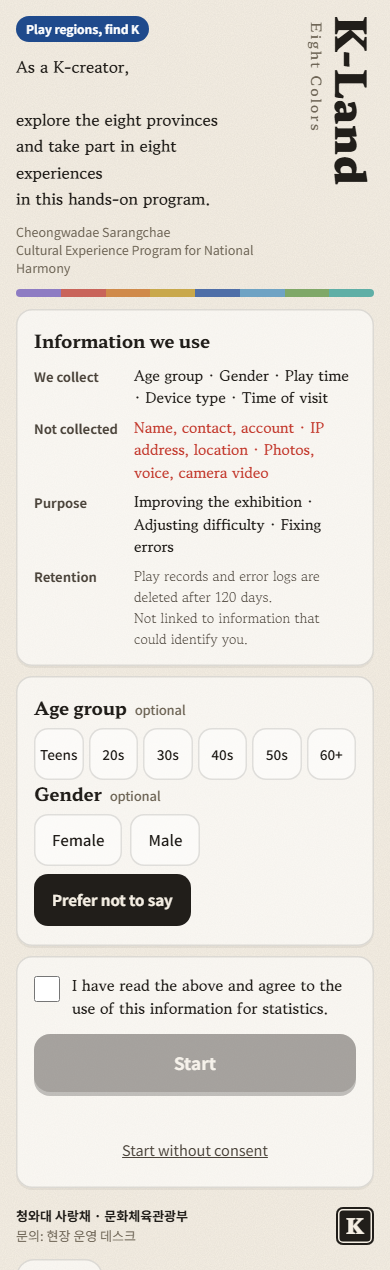 Play regions, find K
As a K-creator,
explore the eight provinces
and take part in eight
experiences
in this hands-on program.
K-Land
Eight Colors
Cheongwadae Sarangchae
Cultural Experience Program for National
Harmony
Information we use
We collect
Age group · Gender · Play time
· Device type · Time of visit
Not collected
Name, contact, account · IP
address, location · Photos,
voice, camera video
Purpose
Improving the exhibition ·
Adjusting difficulty · Fixing
errors
Retention
Play records and error logs are
deleted after 120 days.
Not linked to information that
could identify you.
Age group optional
Teens 20s 30s 40s 50s 60+
Gender optional
Female Male
Prefer not to say
I have read the above and agree to the
use of this information for statistics.
Start
Start without consent
청와대 사랑채 · 문화체육관광부
문의: 현장 운영 데스크
K